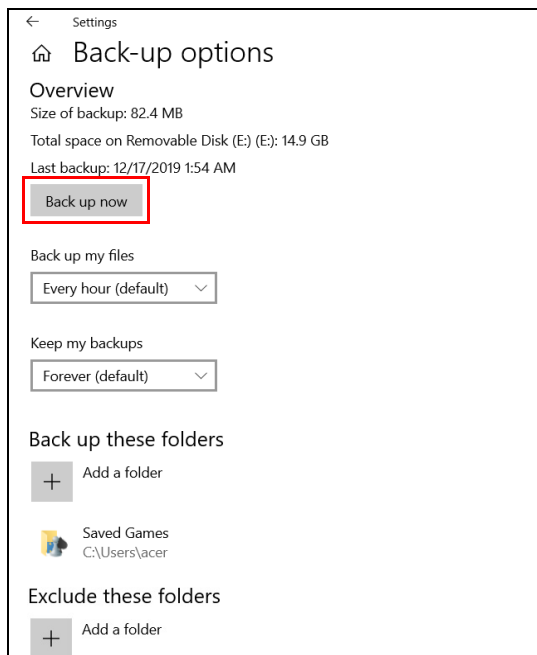 Settings
Back-up options
Overview
Size of backup: 82.4 MB
Total space on Removable Disk (E:) (E:): 14.9 GB
Last backup: 12/17/2019 1:54 AM
Back up now
Back up my files
Every hour (default)
Keep my backups
Forever (default)
Back up these folders
Add a folder
Saved Games
C:\Users\acer
Exclude these folders
Add a folder